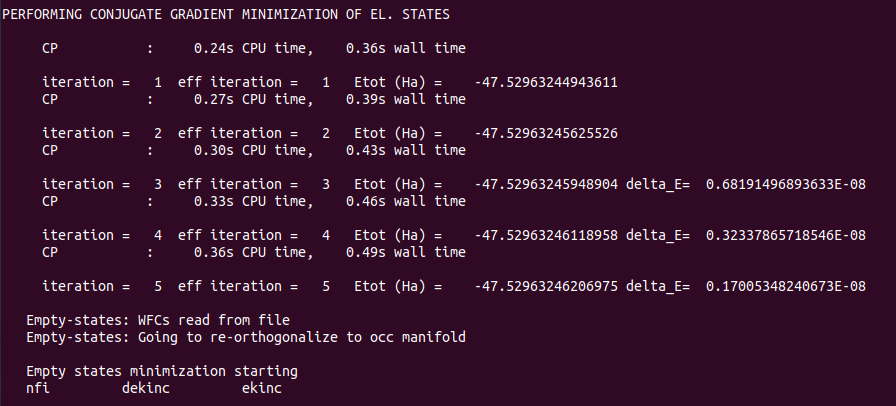 PERFORMING CONJUGATE GRADIENT MINIMIZATION OF EL. STATES
CP : 0.24s CPU time, 0.36s wall time
iteration = 1 eff iteration = 1 Etot (Ha) = -47.52963244943611
CP : 0.27s CPU time, 0.39s wall time
iteration = 2 eff iteration = 2 Etot (Ha) = -47.52963245625526
CP : 0.30s CPU time, 0.43s wall time
iteration = 3 eff iteration = 3 Etot (Ha) = -47.52963245948904 delta_E= 0.68191496893633E-08
CP : 0.33s CPU time, 0.46s wall time
iteration = 4 eff iteration = 4 Etot (Ha) = -47.52963246118958 delta_E= 0.32337865718546E-08
CP : 0.36s CPU time, 0.49s wall time
iteration = 5 eff iteration = 5 Etot (Ha) = -47.52963246206975 delta_E= 0.17005348240673E-08
Empty-states: WFCs read from file
Empty-states: Going to re-orthogonalize to occ manifold
Empty states minimization starting
nfi dekinc ekinc